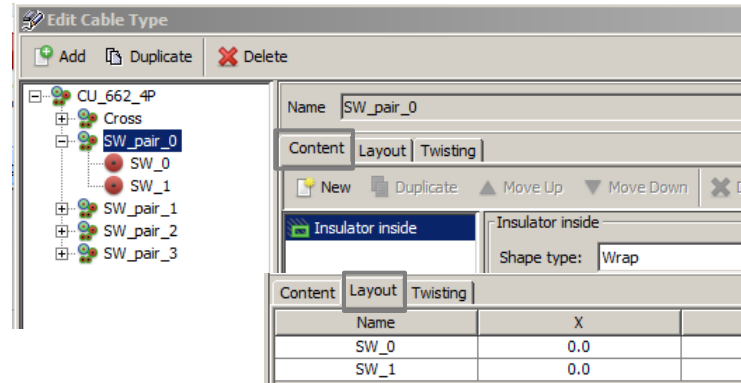 Edit Cable Type
Add Duplicate Delete
CU_662_4P
Cross
SW_pair_0
SW_0
SW_1
SW_pair_1
SW_pair_2
SW_pair_3
Name SW_pair_0
Content Layout Twisting
New Duplicate Move Up Move Down
Insulator inside
Insulator inside
Shape type: Wrap
Content Layout Twisting
Name X
SW_0 0.0
SW_1 0.0